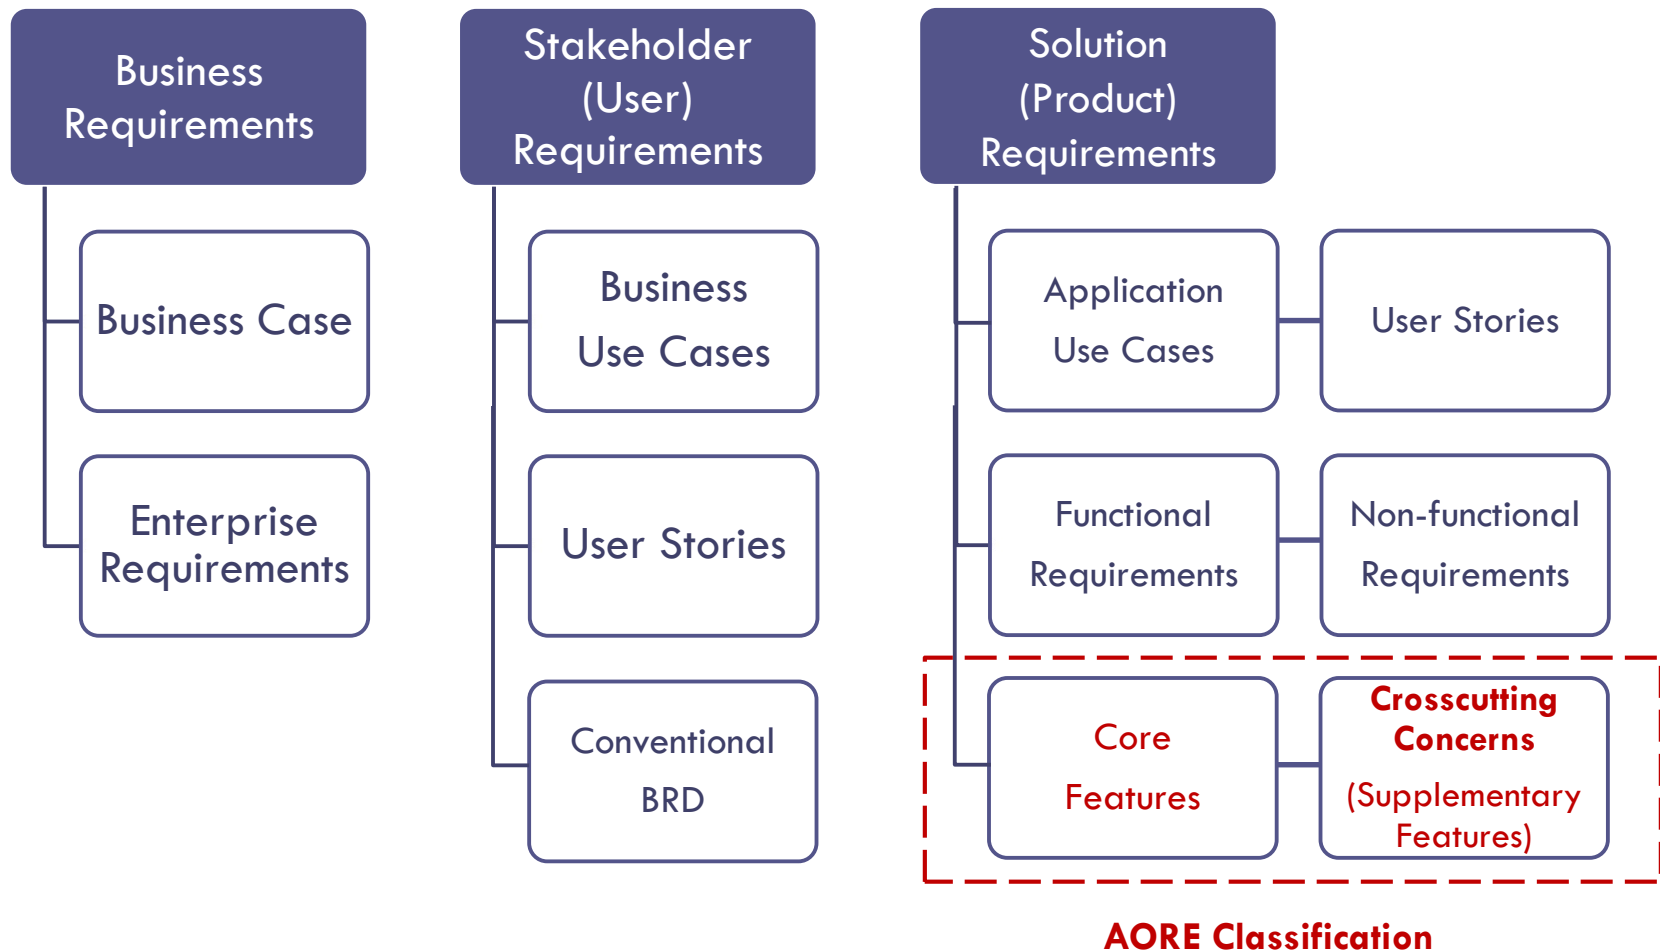 Business
Requirements
Business Case
Enterprise
Requirements
Stakeholder
(User)
Requirements
Business
Use Cases
User Stories
Conventional
BRD
Solution
(Product)
Requirements
Application
Use Cases
User Stories
Functional
Requirements
Non-functional
Requirements
Core
Features
Crosscutting
Concerns
(Supplementary
Features)
AORE Classification